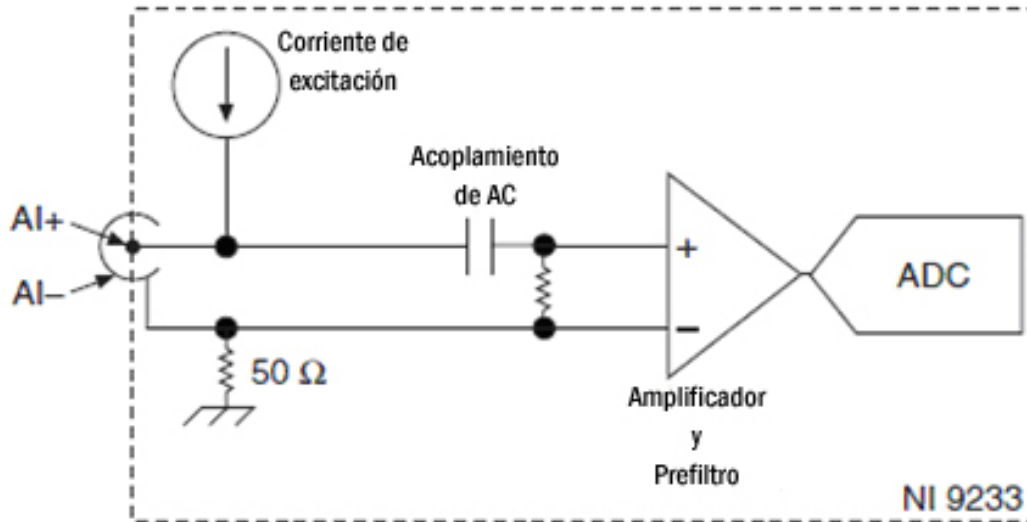 Corriente de
excitación
Acoplamiento
de AC
AI+
AI–
+
–
ADC
50 Ω
Amplificador
y
Prefiltro
NI 9233